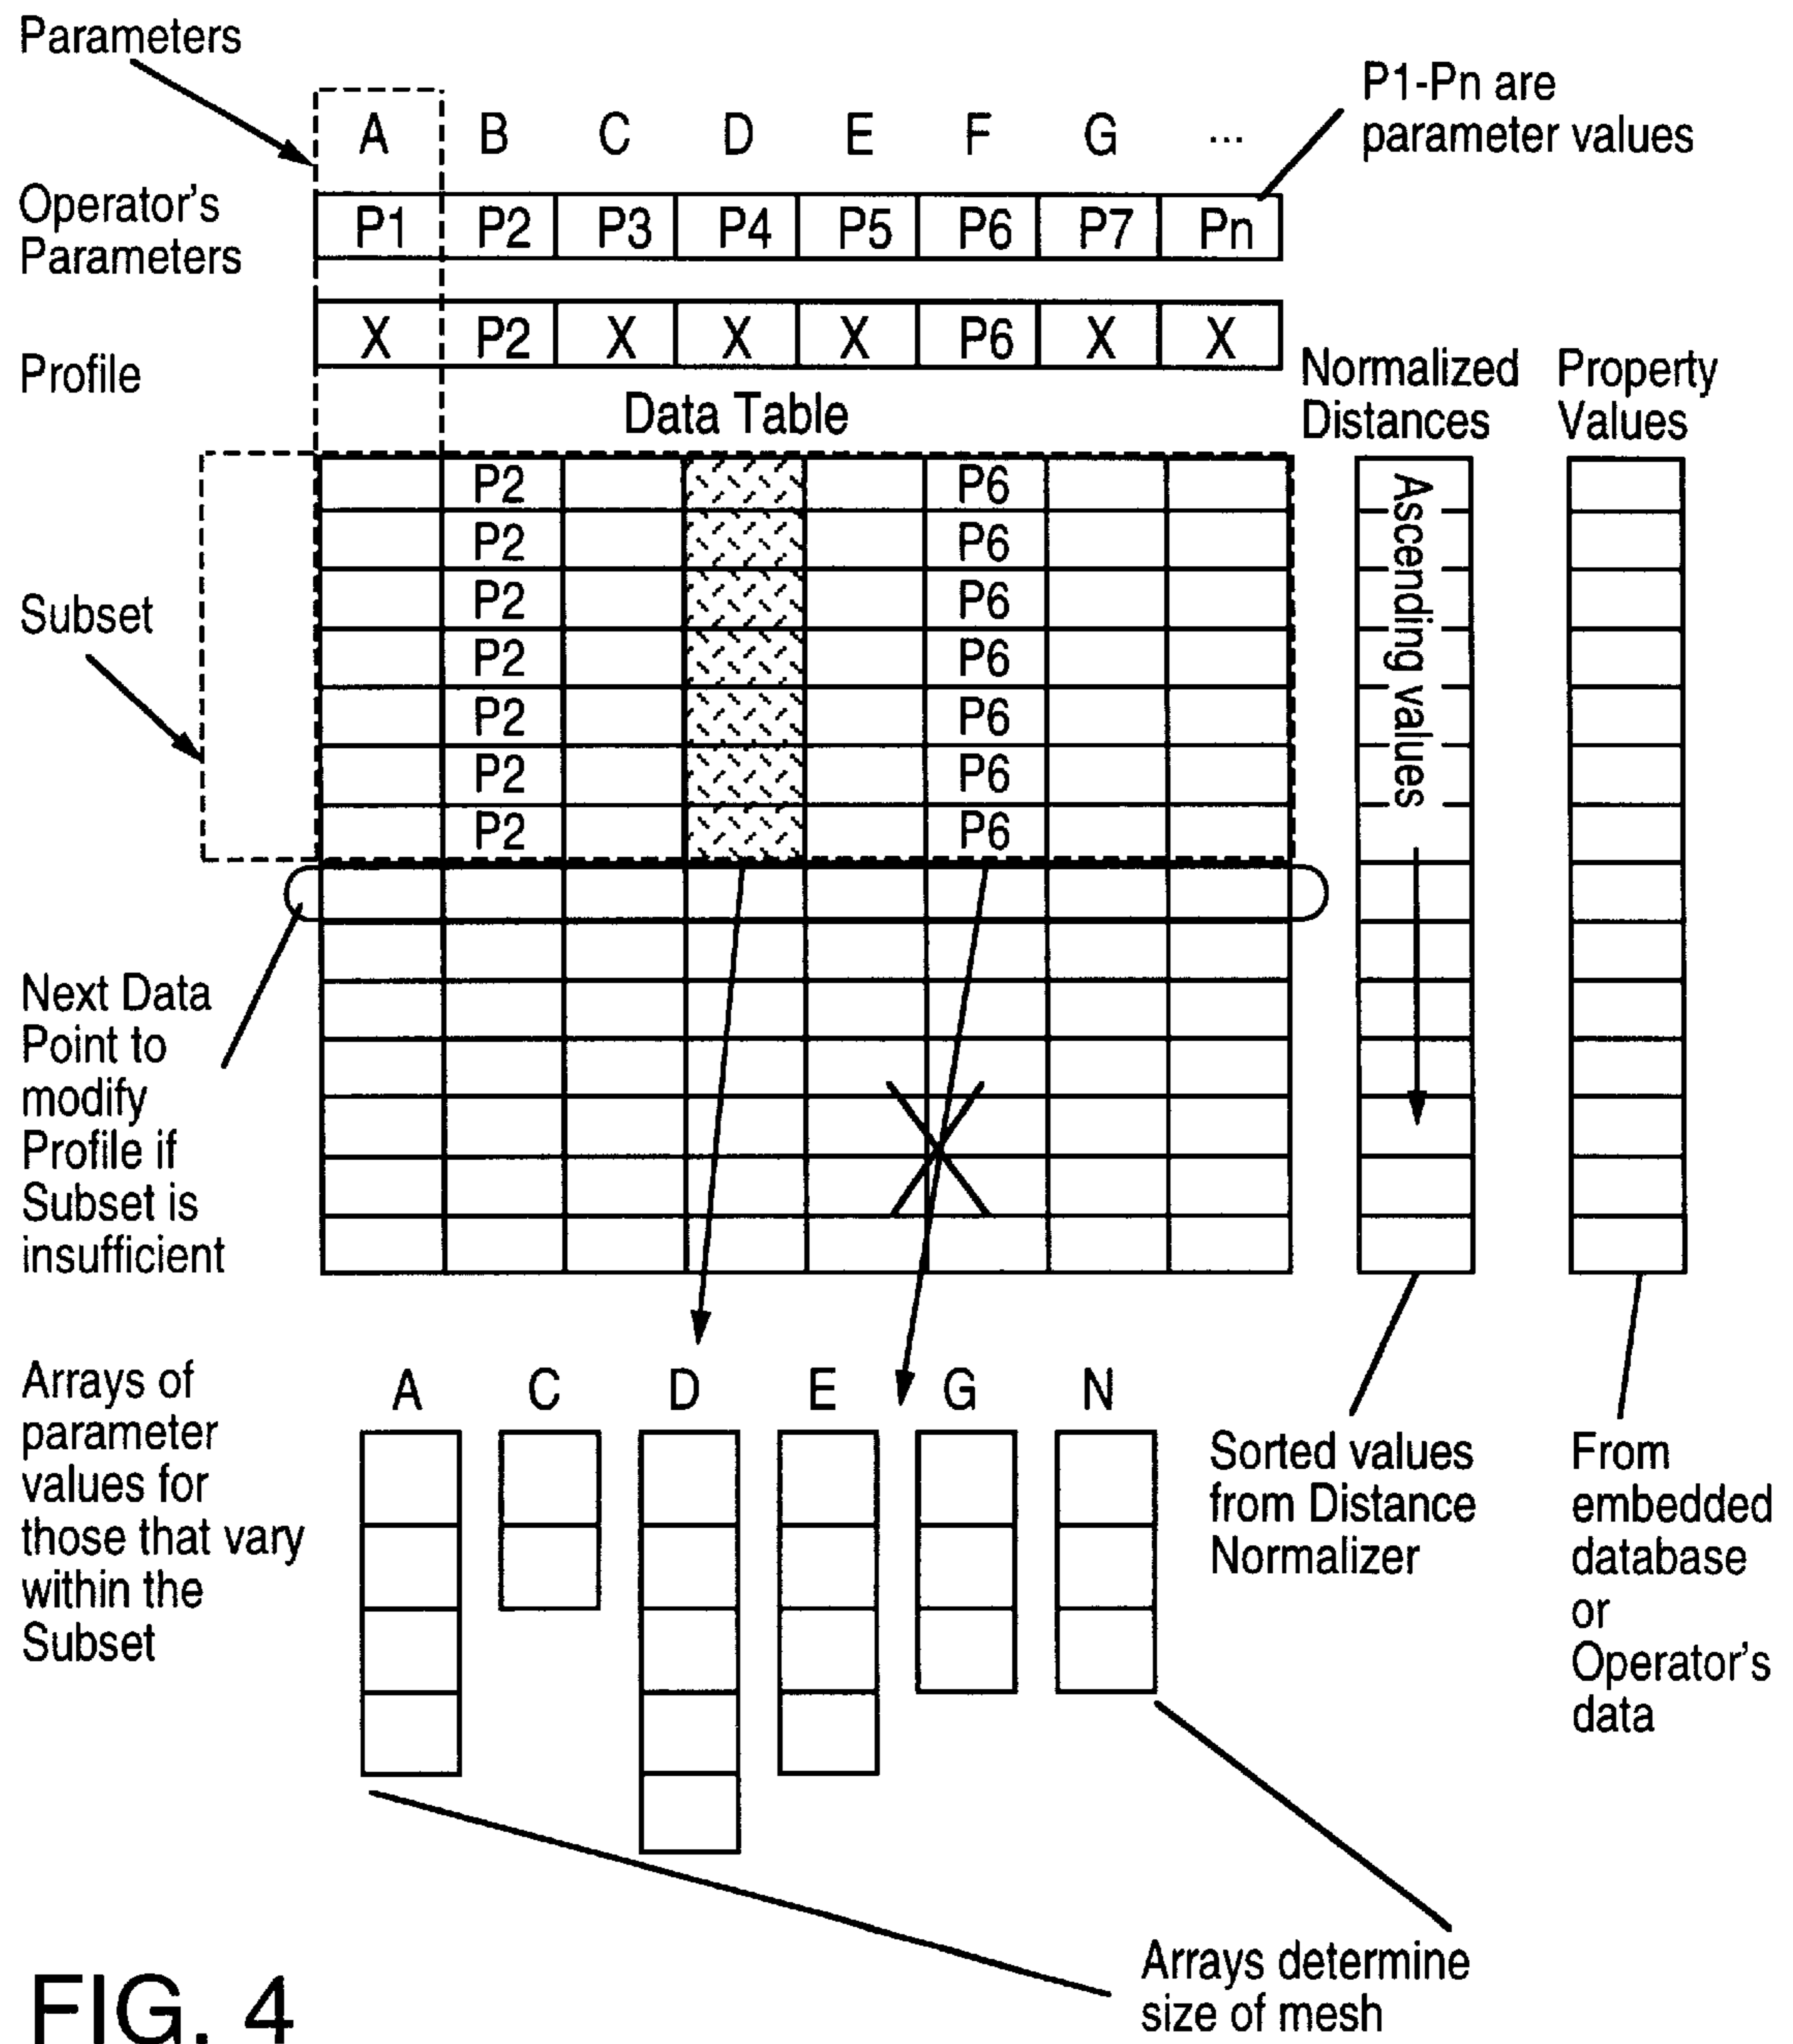 Parameters
P1-Pn are
parameter values
A B C D E F G ...
Operator's
Parameters
P1 P2 P3 P4 P5 P6 P7 Pn
Profile
X P2 X X X P6 X X
Data Table
Normalized
Distances
Property
Values
P2 P6
P2 P6
P2 P6
P2 P6
P2 P6
P2 P6
P2 P6
Ascending values
Subset
Next Data
Point to
modify
Profile if
Subset is
insufficient
Arrays of
parameter
values for
those that vary
within the
Subset
A C D E G N
Sorted values
from Distance
Normalizer
From
embedded
database
or
Operator's
data
Arrays determine
size of mesh
FIG. 4